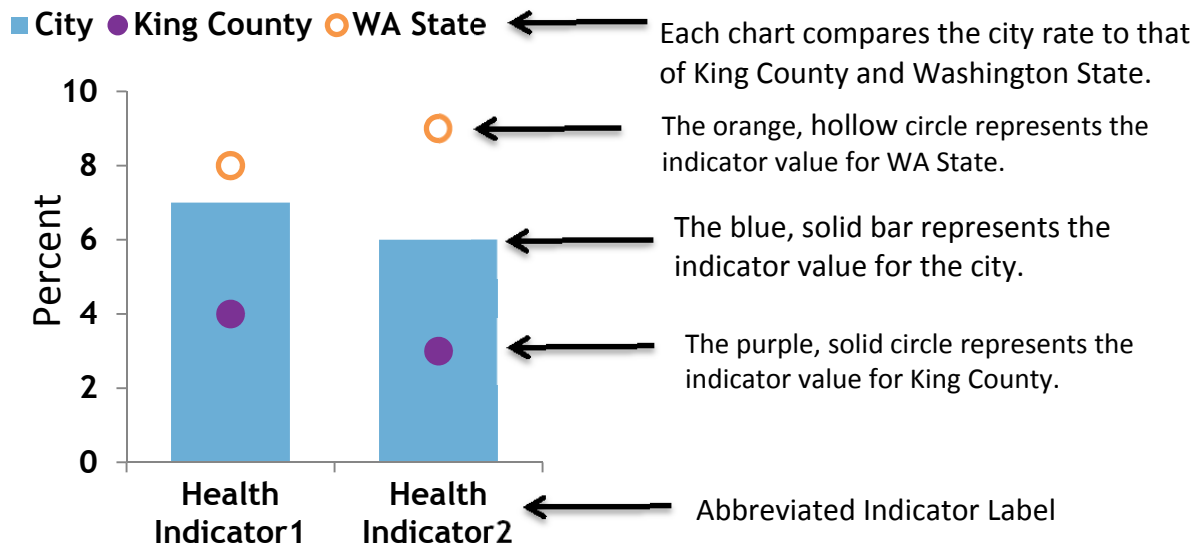 City King County WA State
Each chart compares the city rate to that
of King County and Washington State.
10
8
6
4
2
0
Percent
The orange, hollow circle represents the
indicator value for WA State.
The blue, solid bar represents the
indicator value for the city.
The purple, solid circle represents the
indicator value for King County.
Health
Indicator1
Health
Indicator2
Abbreviated Indicator Label